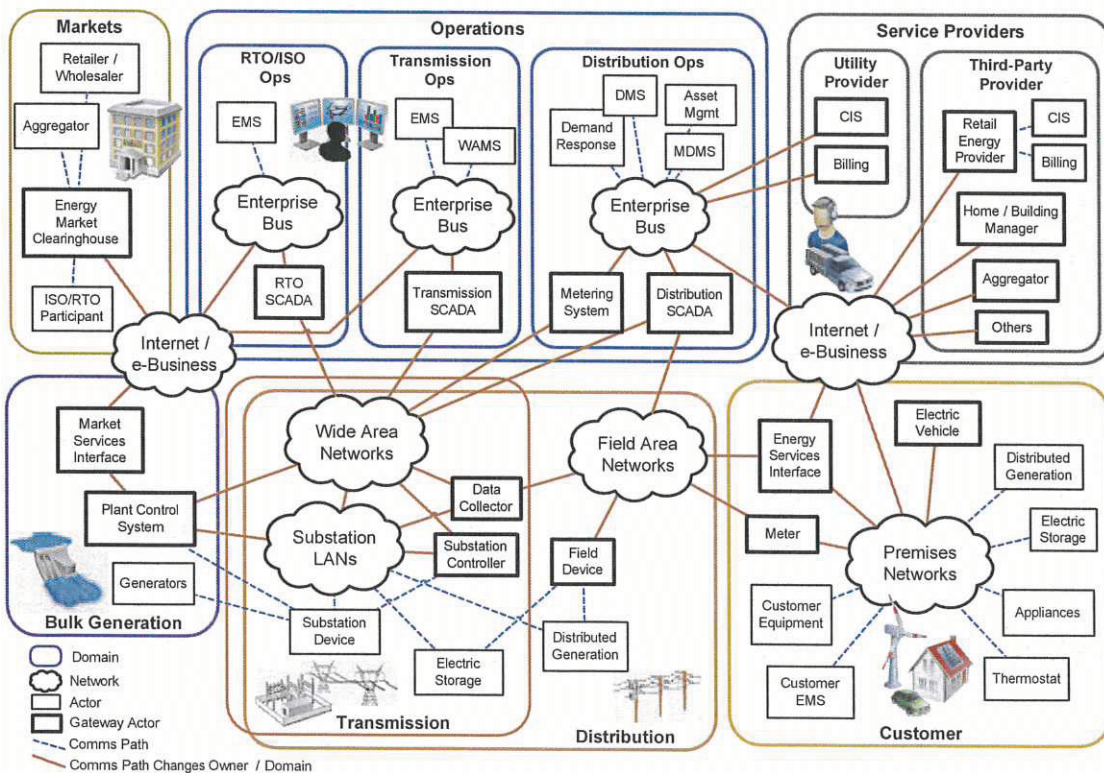 Markets
Retailer /
Wholesaler
Aggregator
Energy
Market
Clearinghouse
ISO/RTO
Participant
Operations
RTO/ISO
Ops
EMS
Enterprise
Bus
RTO
SCADA
Transmission
Ops
EMS
WAMS
Enterprise
Bus
Transmission
SCADA
Distribution Ops
DMS
Asset
Mgmt
Demand
Response
MDMS
Enterprise
Bus
Metering
System
Distribution
SCADA
Service Providers
Utility
Provider
CIS
Billing
Third-Party
Provider
Retail
Energy
Provider
CIS
Billing
Home / Building
Manager
Aggregator
Others
Internet /
e-Business
Internet /
e-Business
Market
Services
Interface
Plant Control
System
Generators
Bulk Generation
Wide Area
Networks
Substation
LANs
Data
Collector
Substation
Controller
Substation
Device
Electric
Storage
Transmission
Field Area
Networks
Field
Device
Distributed
Generation
Distribution
Energy
Services
Interface
Electric
Vehicle
Distributed
Generation
Meter
Premises
Networks
Electric
Storage
Customer
Equipment
Appliances
Customer
EMS
Thermostat
Customer
Domain
Network
Actor
Gateway Actor
Comms Path
Comms Path Changes Owner / Domain